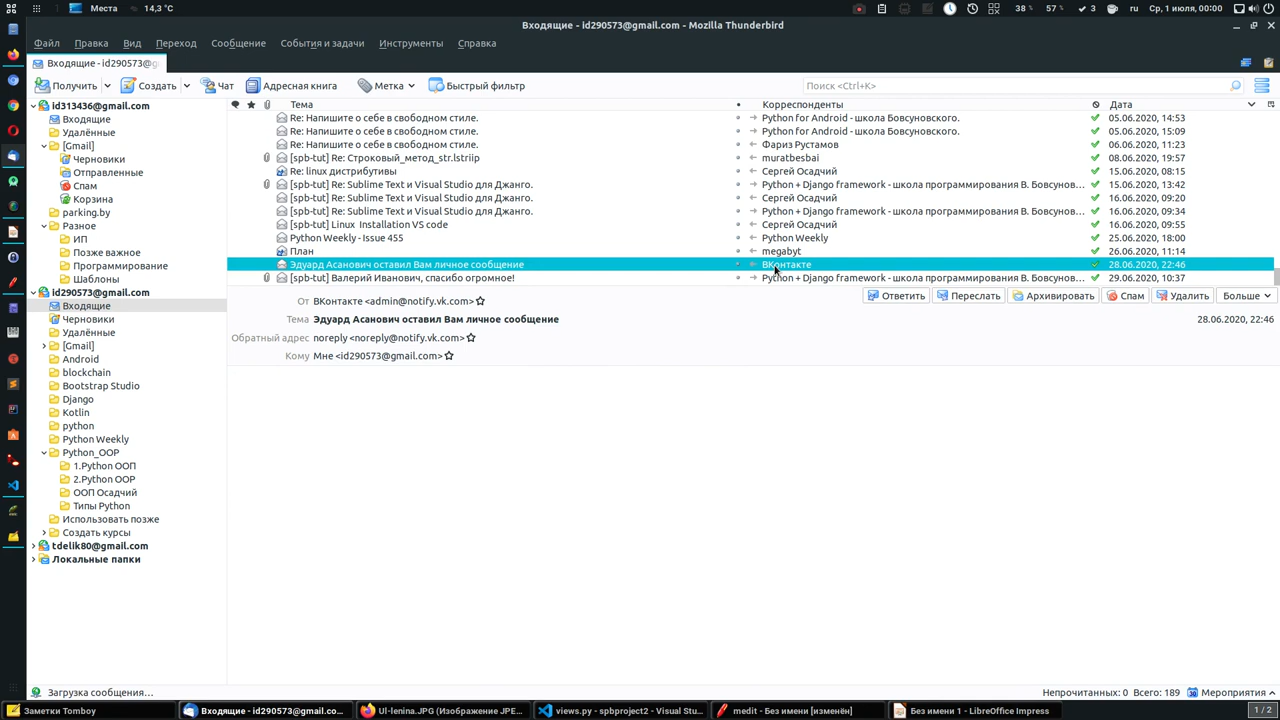 Места 14,3 °C 38 % 57 % 3 ru Ср, 1 июля, 00:00
Входящие - id290573@gmail.com - Mozilla Thunderbird
Файл Правка Вид Переход Сообщение События и задачи Инструменты Справка
Входящие - id290573@g
Получить Создать Чат Адресная книга Метка Быстрый фильтр Поиск <Ctrl+K>
id313436@gmail.com
Входящие
Удалённые
[Gmail]
Черновики
Отправленные
Спам
Корзина
parking.by
Разное
ИП
Позже важное
Программирование
Шаблоны
id290573@gmail.com
Входящие
Черновики
Удалённые
[Gmail]
Android
blockchain
Bootstrap Studio
Django
Kotlin
python
Python Weekly
Python_OOP
1.Python ООП
2.Python OOP
ООП Осадчий
Типы Python
Использовать позже
Создать курсы
tdelik80@gmail.com
Локальные папки
Тема Корреспонденты Дата
Re: Напишите о себе в свободном стиле. Python for Android - школа Бовсуновского. 05.06.2020, 14:53
Re: Напишите о себе в свободном стиле. Python for Android - школа Бовсуновского. 05.06.2020, 15:09
Re: Напишите о себе в свободном стиле. Фариз Рустамов 06.06.2020, 11:23
[spb-tut] Re: Строковый_метод_str.lstriip muratbesbai 08.06.2020, 19:57
Re: linux дистрибутивы Сергей Осадчий 15.06.2020, 08:15
[spb-tut] Re: Sublime Text и Visual Studio для Джанго. Python + Django framework - школа программирования В. Бовсунов... 15.06.2020, 13:42
[spb-tut] Re: Sublime Text и Visual Studio для Джанго. Сергей Осадчий 16.06.2020, 09:20
[spb-tut] Re: Sublime Text и Visual Studio для Джанго. Python + Django framework - школа программирования В. Бовсунов... 16.06.2020, 09:34
[spb-tut] Linux Installation VS code Сергей Осадчий 16.06.2020, 09:55
Python Weekly - Issue 455 Python Weekly 25.06.2020, 18:00
План megabyt 26.06.2020, 11:14
Эдуард Асанович оставил Вам личное сообщение ВКонтакте 28.06.2020, 22:46
[spb-tut] Валерий Иванович, спасибо огромное! Python + Django framework - школа программирования В. Бовсунов... 29.06.2020, 10:37
Ответить Переслать Архивировать Спам Удалить Больше
От ВКонтакте <admin@notify.vk.com>
Тема Эдуард Асанович оставил Вам личное сообщение 28.06.2020, 22:46
Обратный адрес noreply <noreply@notify.vk.com>
Кому Мне <id290573@gmail.com>
Загрузка сообщения... Непрочитанных: 0 Всего: 189 Мероприятия
Заметки Tomboy Входящие - id290573@gmail.co... Ul-lenina.JPG (Изображение JPE... views.py - spbproject2 - Visual Stu... medit - Без имени [изменён] Без имени 1 - LibreOffice Impress 1 / 2